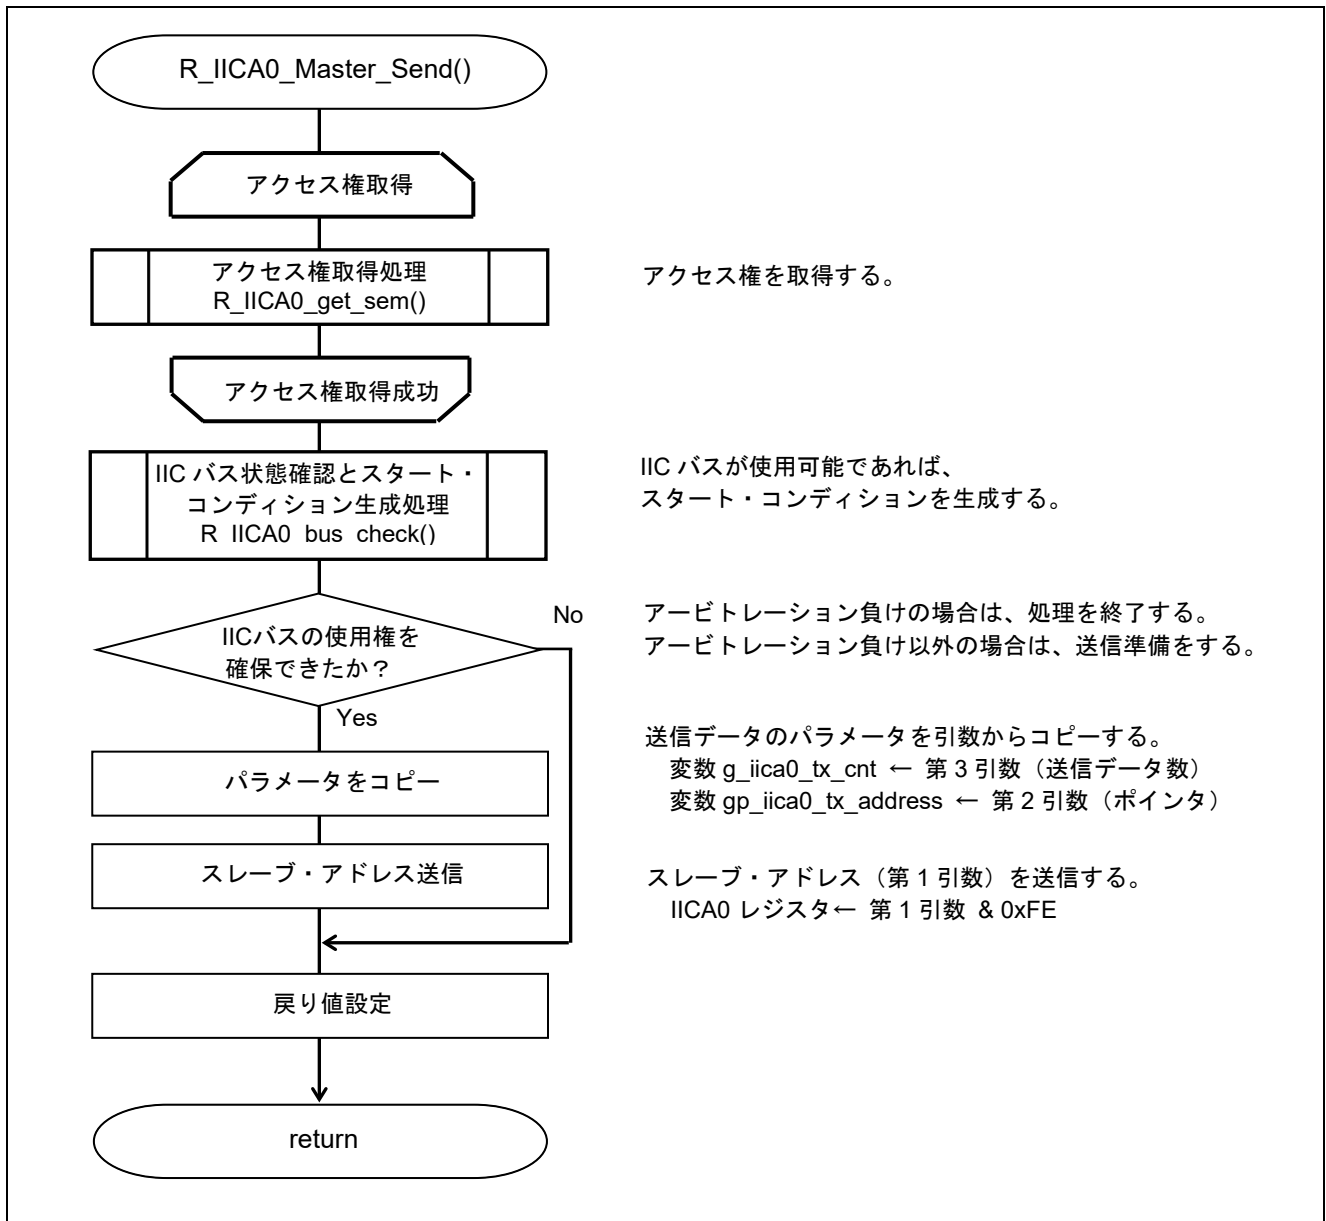 R_IICA0_Master_Send()
アクセス権取得
アクセス権取得処理
R_IICA0_get_sem()
アクセス権を取得する。
アクセス権取得成功
IIC バス状態確認とスタート・
コンディション生成処理
R_IICA0_bus_check()
IIC バスが使用可能であれば、
スタート・コンディションを生成する。
IICバスの使用権を
確保できたか？
No
Yes
アービトレーション負けの場合は、処理を終了する。
アービトレーション負け以外の場合は、送信準備をする。
パラメータをコピー
送信データのパラメータを引数からコピーする。
変数 g_iica0_tx_cnt ← 第 3 引数（送信データ数）
変数 gp_iica0_tx_address ← 第 2 引数（ポインタ）
スレーブ・アドレス送信
スレーブ・アドレス（第 1 引数）を送信する。
IICA0 レジスタ← 第 1 引数 & 0xFE
戻り値設定
return